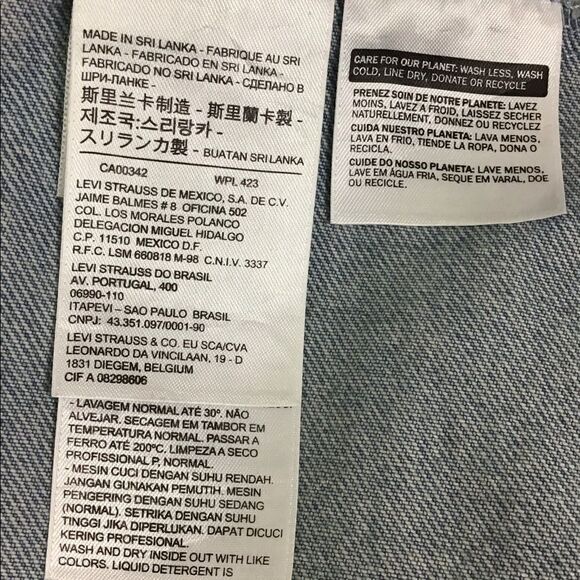 MADE IN SRI LANKA - FABRIQUE AU SRI
LANKA - FABRICADO EN SRI LANKA -
FABRICADO NO SRI LANKA - СДЕЛАНО В
ШРИ-ЛАНКЕ -
斯里兰卡制造 - 斯里蘭卡製 -
제조국:스리랑카 -
スリランカ製 - BUATAN SRI LANKA
CA00342 WPL 423
LEVI STRAUSS DE MEXICO, S.A. DE C.V.
JAIME BALMES # 8 OFICINA 502
COL. LOS MORALES POLANCO
DELEGACION MIGUEL HIDALGO
C.P. 11510 MEXICO D.F.
R.F.C. LSM 660818 M-98 C.N.I.V. 3337
LEVI STRAUSS DO BRASIL
AV. PORTUGAL, 400
06990-110
ITAPEVI – SAO PAULO BRASIL
CNPJ: 43.351.097/0001-90
LEVI STRAUSS & CO. EU SCA/CVA
LEONARDO DA VINCILAAN, 19 - D
1831 DIEGEM, BELGIUM
CIF A 08298606
- LAVAGEM NORMAL ATÉ 30º. NÃO
ALVEJAR. SECAGEM EM TAMBOR EM
TEMPERATURA NORMAL. PASSAR A
FERRO ATÉ 200ºC. LIMPEZA A SECO
PROFISSIONAL P, NORMAL.
- MESIN CUCI DENGAN SUHU RENDAH.
JANGAN GUNAKAN PEMUTIH. MESIN
PENGERING DENGAN SUHU SEDANG
(NORMAL). SETRIKA DENGAN SUHU
TINGGI JIKA DIPERLUKAN. DAPAT DICUCI
KERING PROFESIONAL.
WASH AND DRY INSIDE OUT WITH LIKE
COLORS. LIQUID DETERGENT IS
CARE FOR OUR PLANET: WASH LESS, WASH
COLD, LINE DRY, DONATE OR RECYCLE
PRENEZ SOIN DE NOTRE PLANETE: LAVEZ
MOINS, LAVEZ A FROID, LAISSEZ SECHER
NATURELLEMENT, DONNEZ OU RECYCLEZ
CUIDA NUESTRO PLANETA: LAVA MENOS,
LAVA EN FRIO, TIENDE LA ROPA, DONA O
RECICLA.
CUIDE DO NOSSO PLANETA: LAVE MENOS,
LAVE EM ÁGUA FRIA, SEQUE EM VARAL, DOE
OU RECICLE.